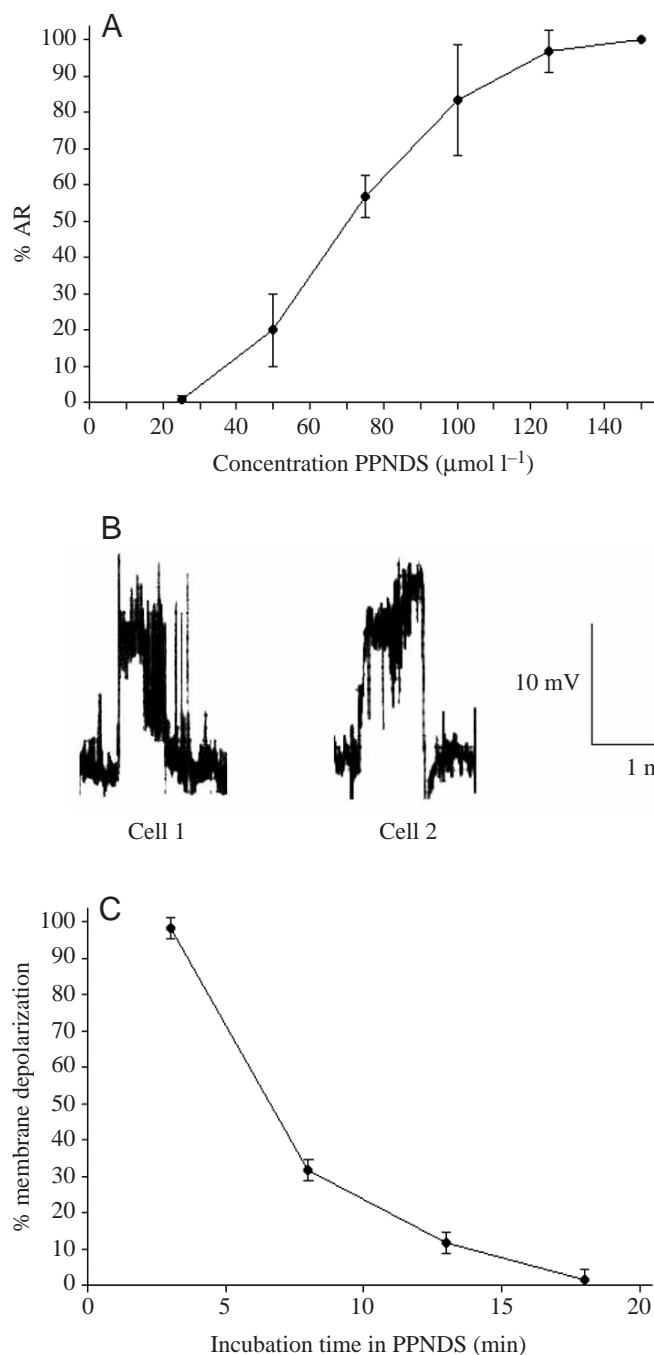 A
100
90
80
70
60
50
40
30
20
10
0
% AR
0 20 40 60 80 100 120 140
Concentration PPNDS (μmol l⁻¹)
B
10 mV
1 m
Cell 1 Cell 2
C
100
90
80
70
60
50
40
30
20
10
0
% membrane depolarization
0 5 10 15 20
Incubation time in PPNDS (min)